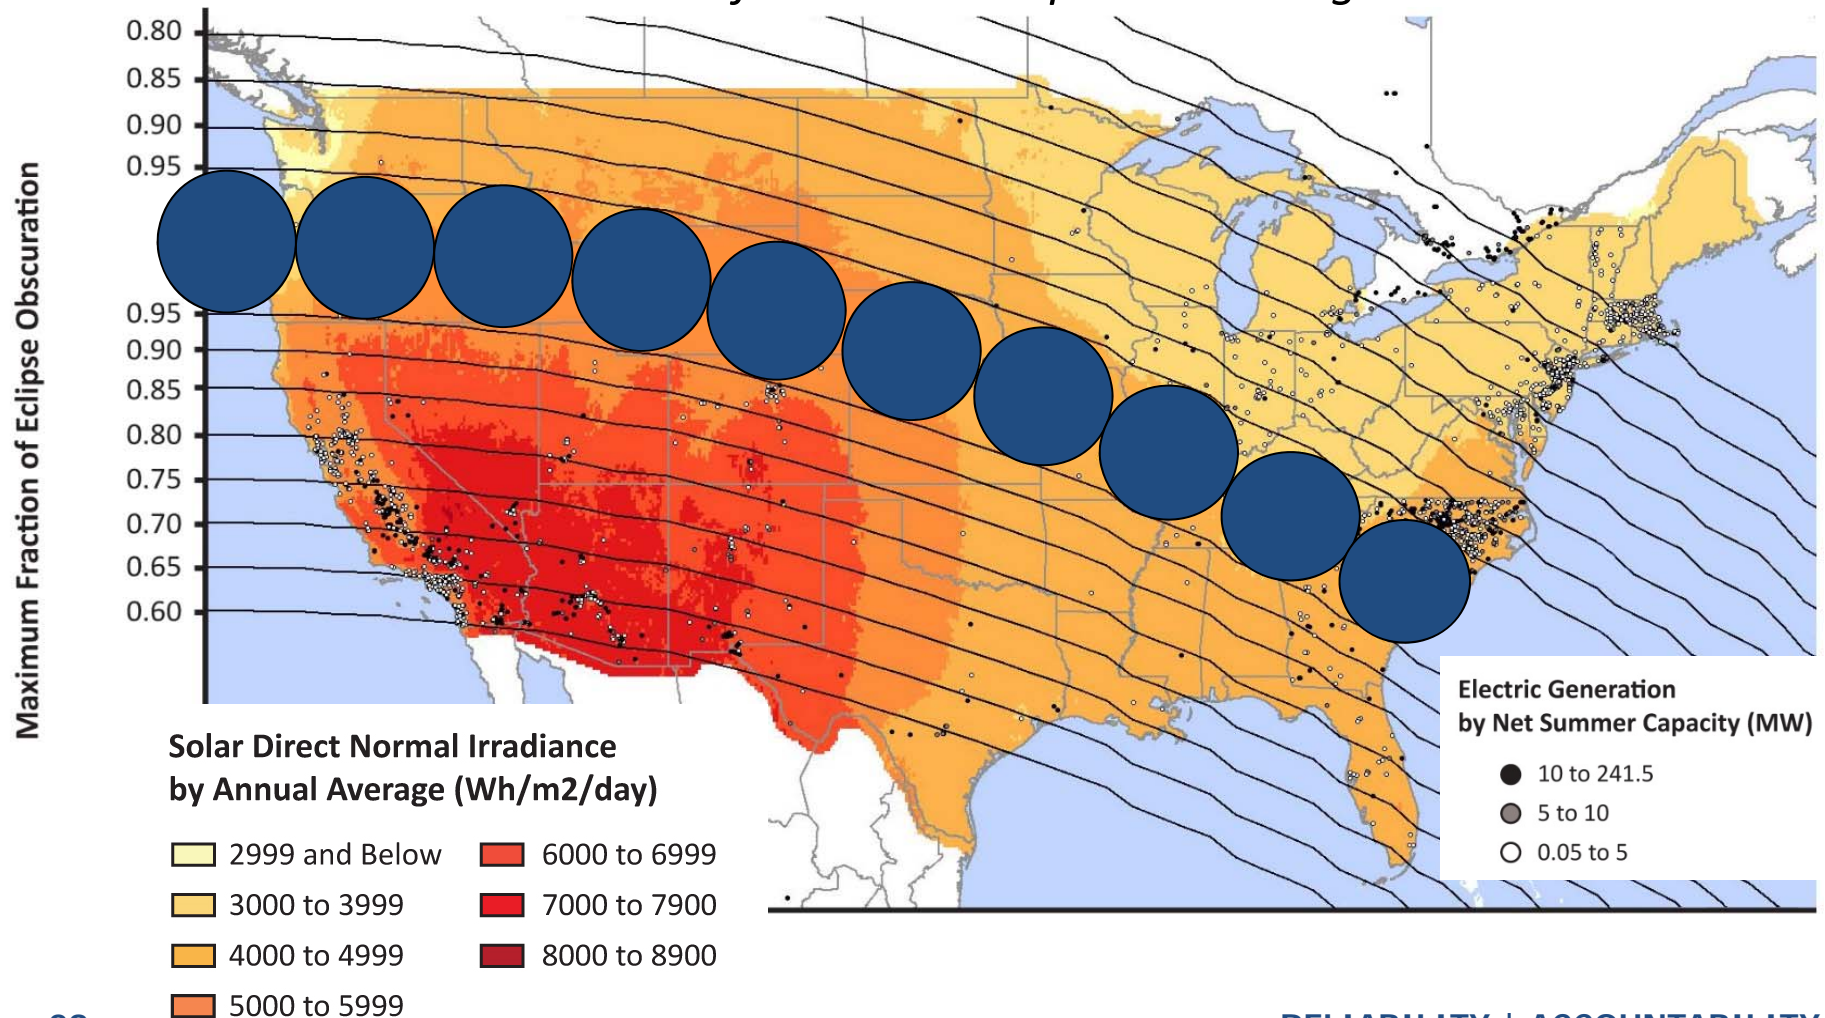 Maximum Fraction of Eclipse Obscuration
0.80
0.85
0.90
0.95
0.95
0.90
0.85
0.80
0.75
0.70
0.65
0.60
Solar Direct Normal Irradiance
by Annual Average (Wh/m2/day)
2999 and Below
3000 to 3999
4000 to 4999
5000 to 5999
6000 to 6999
7000 to 7900
8000 to 8900
Electric Generation
by Net Summer Capacity (MW)
10 to 241.5
5 to 10
0.05 to 5
RELIABILITY | ACCOUNTABILITY